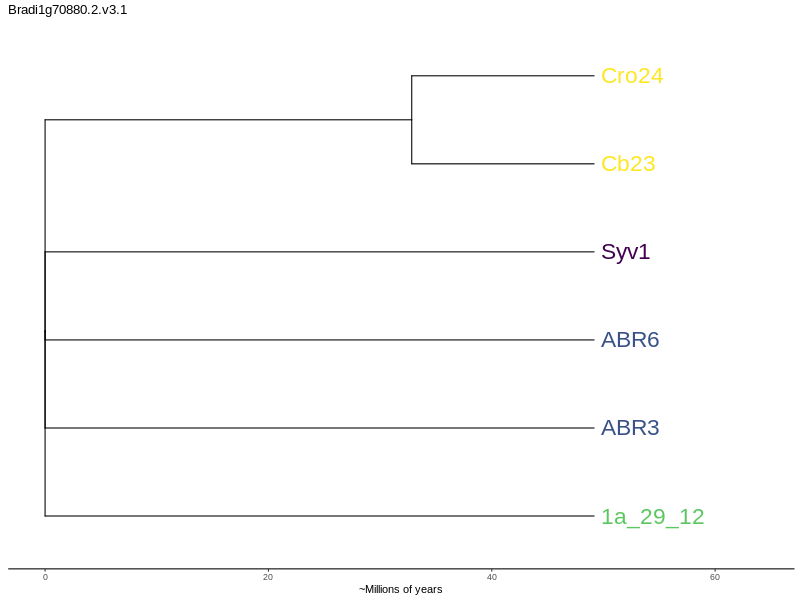 Bradi1g70880.2.v3.1
Cro24
Cb23
Syv1
ABR6
ABR3
1a_29_12
0 20 40 60
~Millions of years